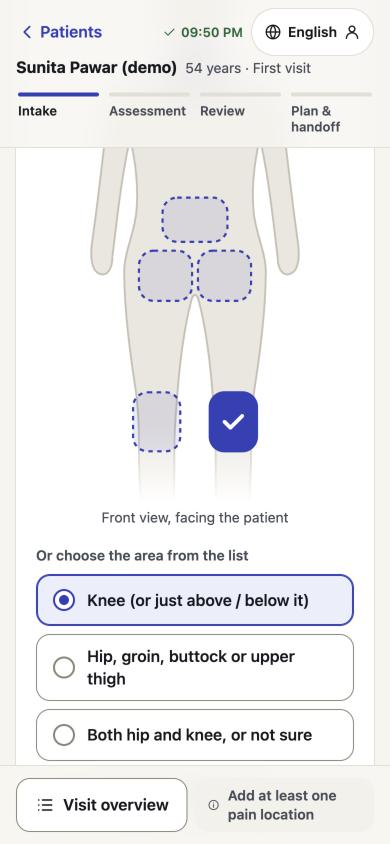 Patients
09:50 PM
English
Sunita Pawar (demo) 54 years · First visit
Intake
Assessment
Review
Plan &
handoff
Front view, facing the patient
Or choose the area from the list
Knee (or just above / below it)
Hip, groin, buttock or upper
thigh
Both hip and knee, or not sure
Visit overview
Add at least one
pain location